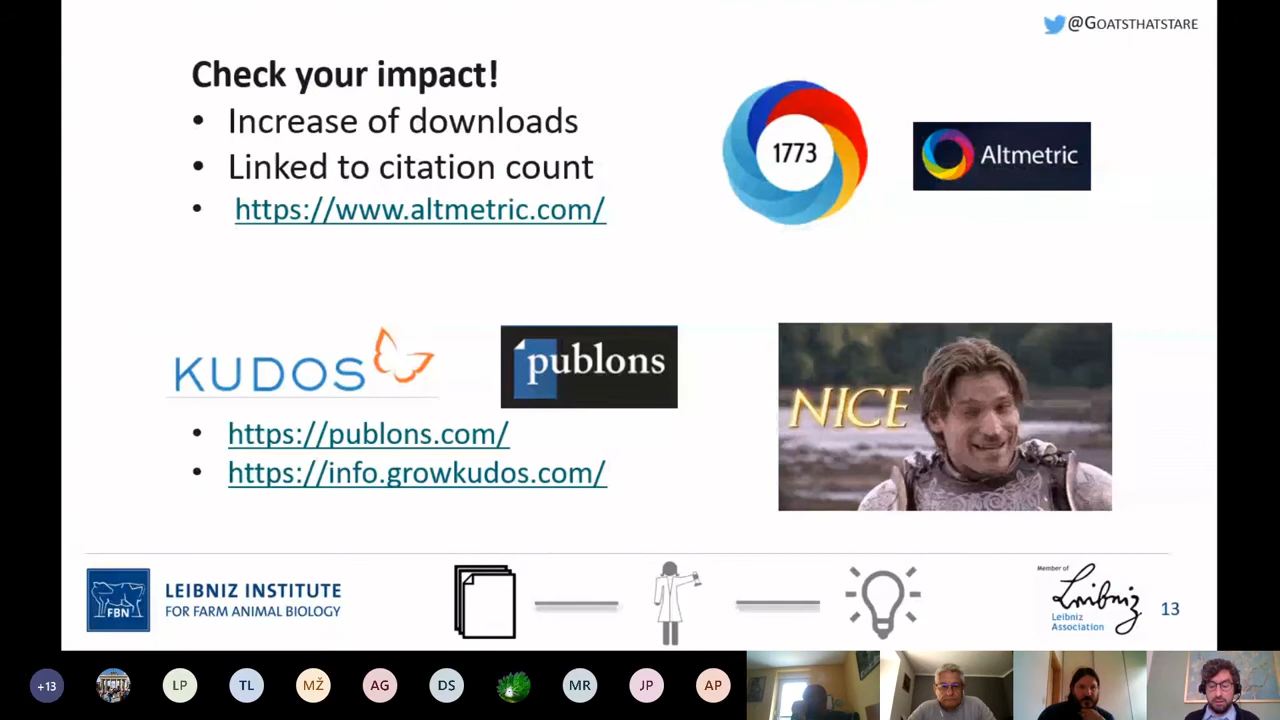 @GOATSTHATSTARE
Check your impact!
• Increase of downloads
• Linked to citation count
• https://www.altmetric.com/
1773
Altmetric
KUDOS
publons
NICE
• https://publons.com/
• https://info.growkudos.com/
FBN
LEIBNIZ INSTITUTE
FOR FARM ANIMAL BIOLOGY
Member of
Leibniz
Leibniz
Association
13
+13
LP
TL
MŽ
AG
DS
MR
JP
AP